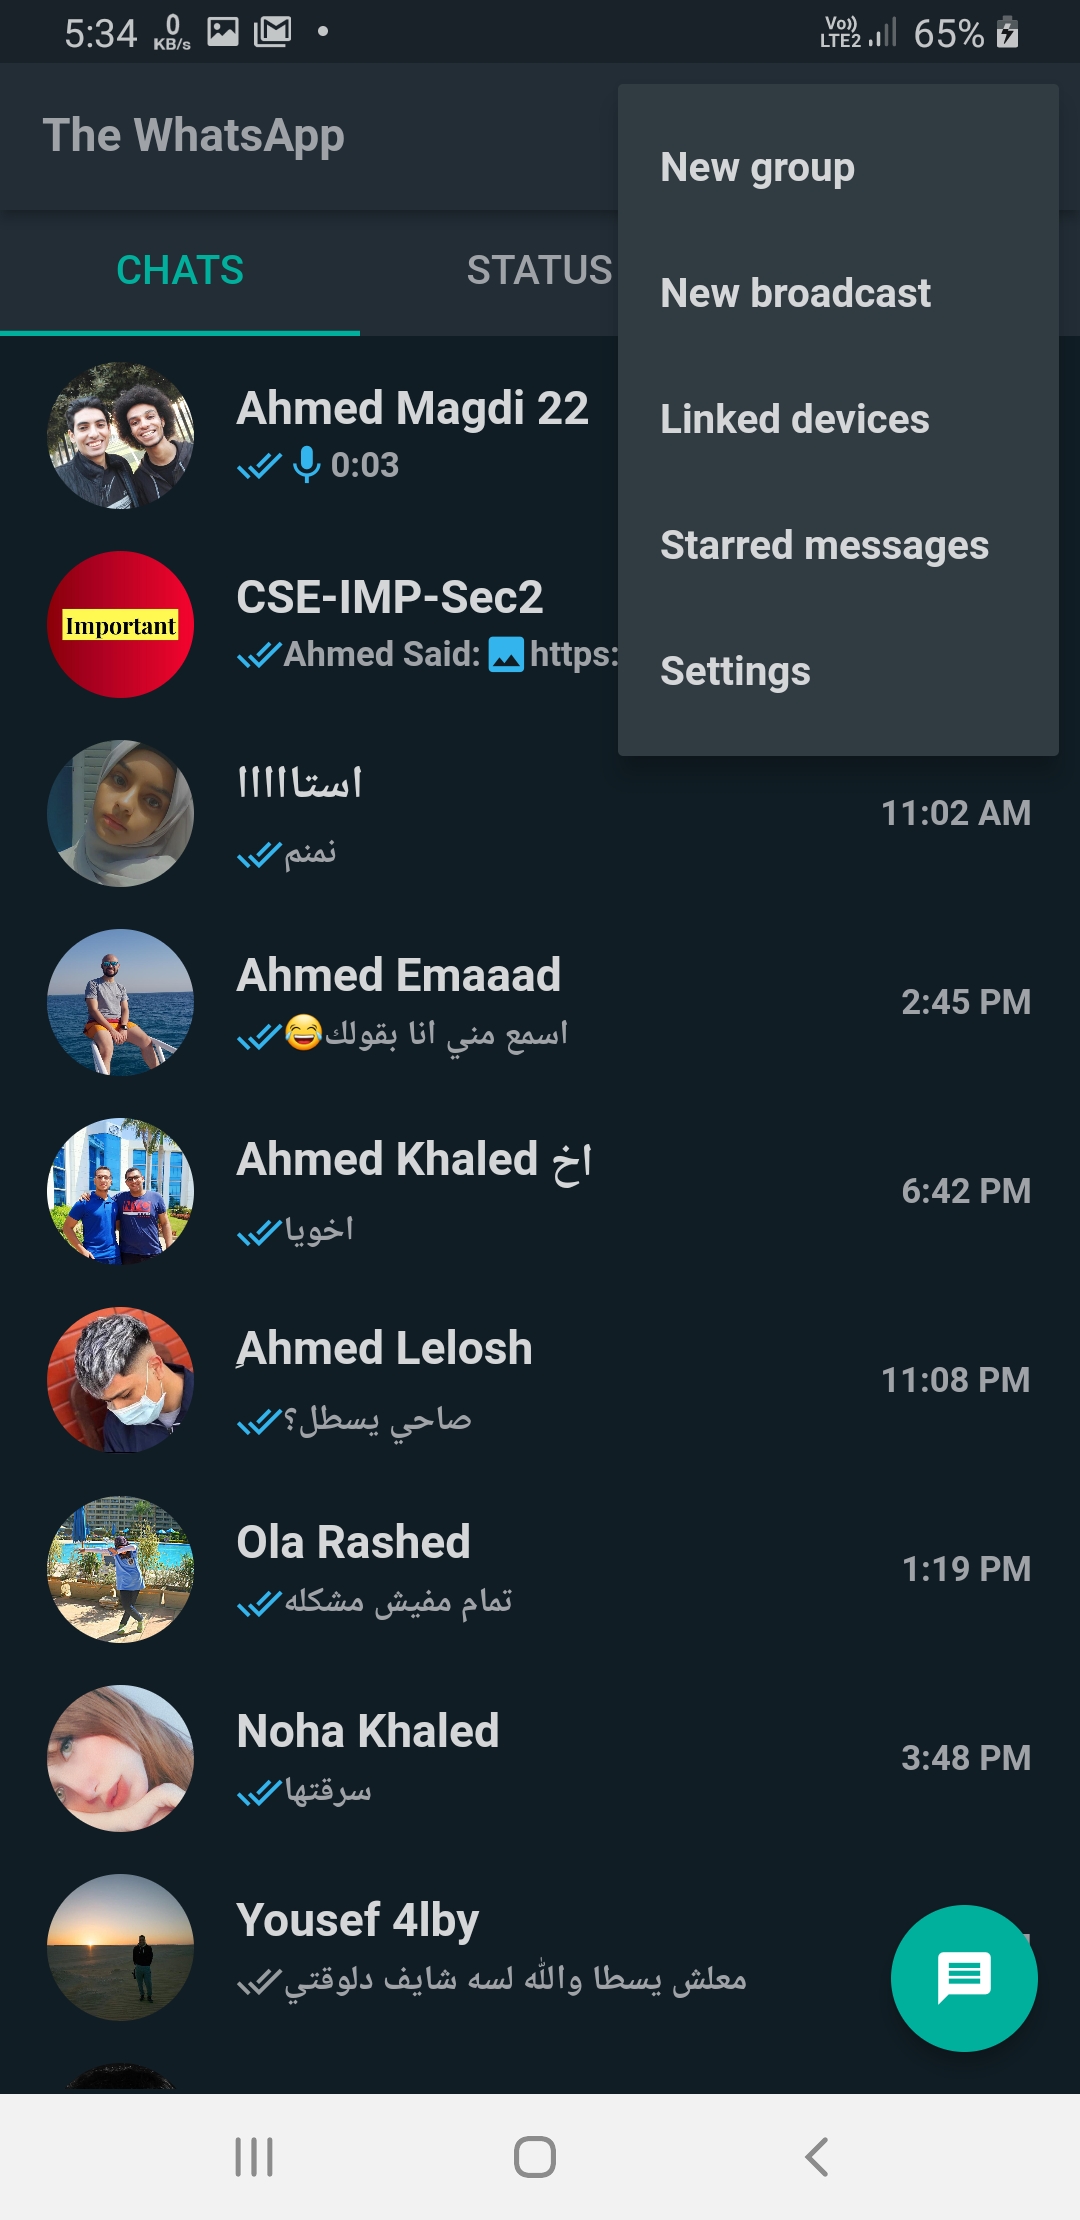 5:34 0 KB/s Vo)) LTE2 65%
The WhatsApp
New group
New broadcast
Linked devices
Starred messages
Settings
CHATS STATUS
Ahmed Magdi 22
0:03
CSE-IMP-Sec2
Important
Ahmed Said: https:
استااااا
11:02 AM
نمنم
Ahmed Emaaad
2:45 PM
😂اسمع مني انا بقولك
Ahmed Khaled اخ
6:42 PM
اخويا
ِAhmed Lelosh
11:08 PM
صاحي يسطل؟
Ola Rashed
1:19 PM
تمام مفيش مشكله
Noha Khaled
3:48 PM
سرقتها
Yousef 4lby
معلش يسطا والله لسه شايف دلوقتي